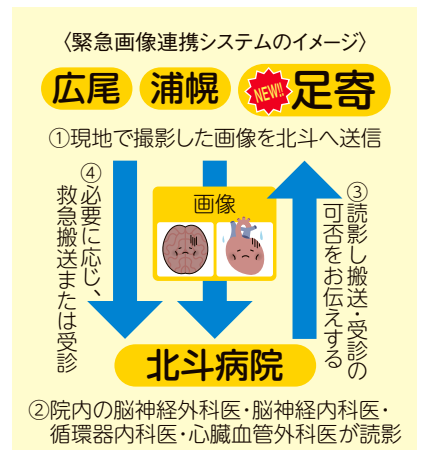 〈緊急画像連携システムのイメージ〉
広尾 浦幌 NEW!! 足寄
①現地で撮影した画像を北斗へ送信
④必要に応じ、
救急搬送または受診
画像
③読影し搬送・受診の
可否をお伝えする
北斗病院
②院内の脳神経外科医・脳神経内科医・
循環器内科医・心臓血管外科医が読影